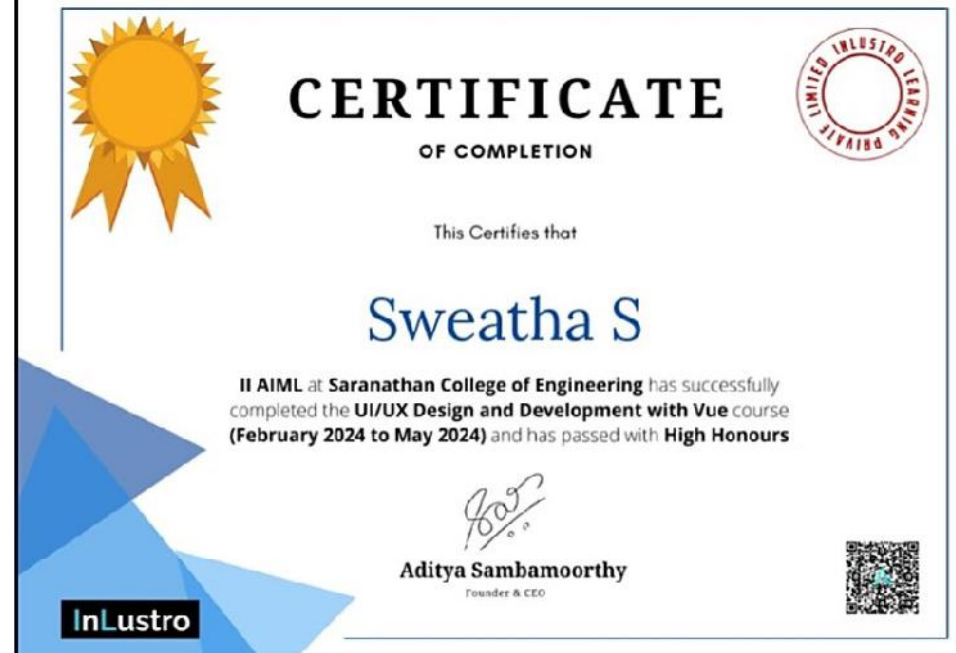 CERTIFICATE
INLUSTRO LEARNING PRIVATE LIMITED
OF COMPLETION
This Certifies that
Sweatha S
II AIML at Saranathan College of Engineering has successfully
completed the UI/UX Design and Development with Vue course
(February 2024 to May 2024) and has passed with High Honours
Aditya Sambamoorthy
Founder & CEO
InLustro